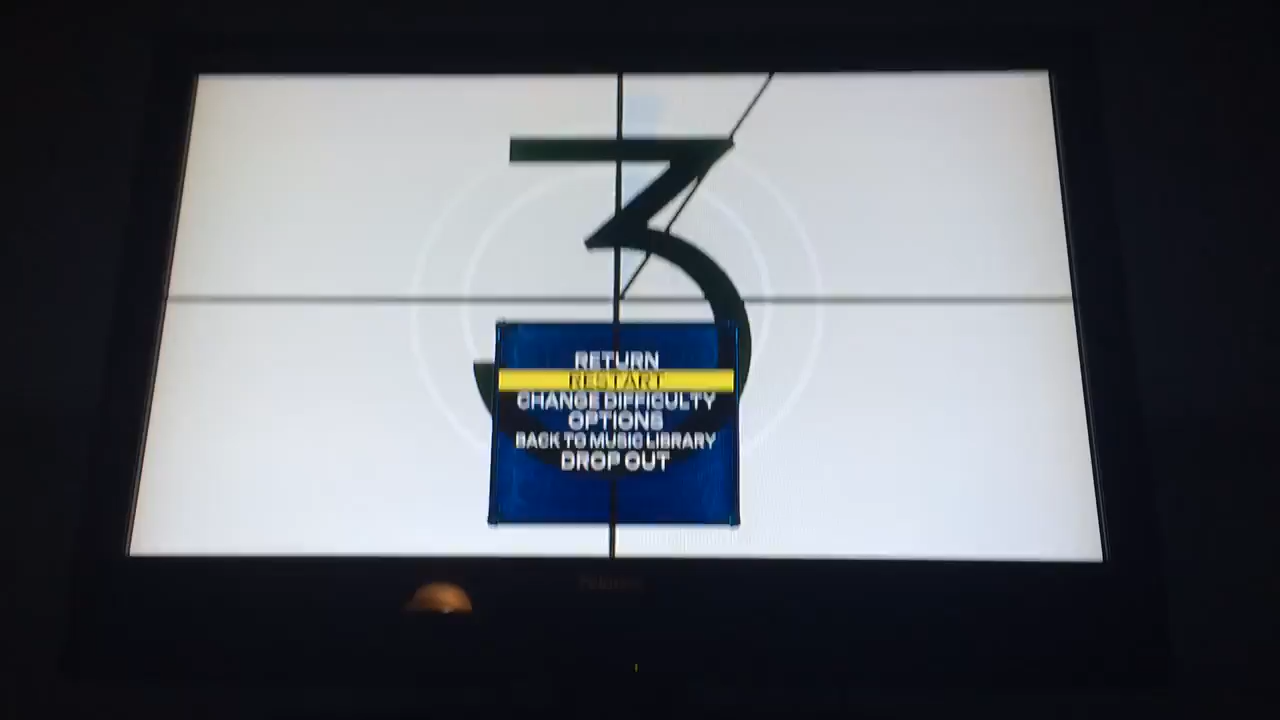 3
RETURN
RESTART
CHANGE DIFFICULTY
OPTIONS
BACK TO MUSIC LIBRARY
DROP OUT